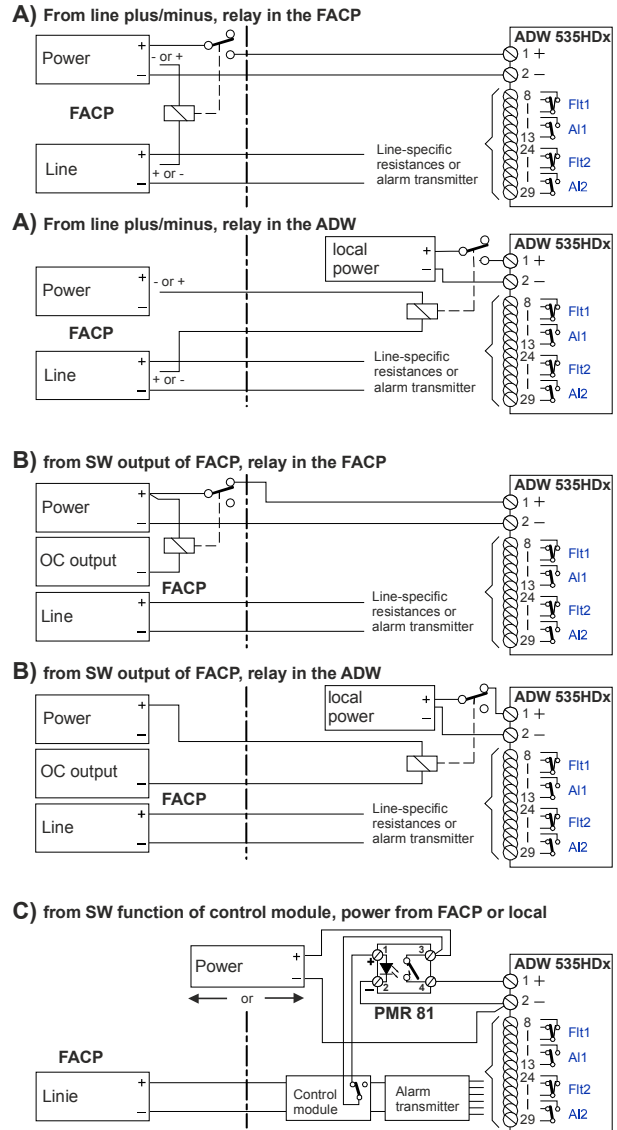 A) From line plus/minus, relay in the FACP
ADW 535HDx
Power
+
–
- or +
1 +
2 –
FACP
8
Flt1
Al1
13
24
Flt2
Al2
29
Line
+
–
+ or -
Line-specific
resistances or
alarm transmitter
A) From line plus/minus, relay in the ADW
ADW 535HDx
local
power
+
–
1 +
2 –
Power
+
–
- or +
FACP
8
Flt1
Al1
13
24
Flt2
Al2
29
Line
+
–
+ or -
Line-specific
resistances or
alarm transmitter
B) from SW output of FACP, relay in the FACP
ADW 535HDx
Power
+
–
1 +
2 –
OC output
–
FACP
8
Flt1
Al1
13
24
Flt2
Al2
29
Line
+
–
Line-specific
resistances or
alarm transmitter
B) from SW output of FACP, relay in the ADW
ADW 535HDx
local
power
+
–
1 +
2 –
Power
+
–
OC output
–
FACP
8
Flt1
Al1
13
24
Flt2
Al2
29
Line
+
–
Line-specific
resistances or
alarm transmitter
C) from SW function of control module, power from FACP or local
ADW 535HDx
Power
+
–
or
1
3
+
–
2
4
PMR 81
1 +
2 –
8
Flt1
Al1
13
24
Flt2
Al2
29
FACP
Linie
+
–
Control
module
Alarm
transmitter